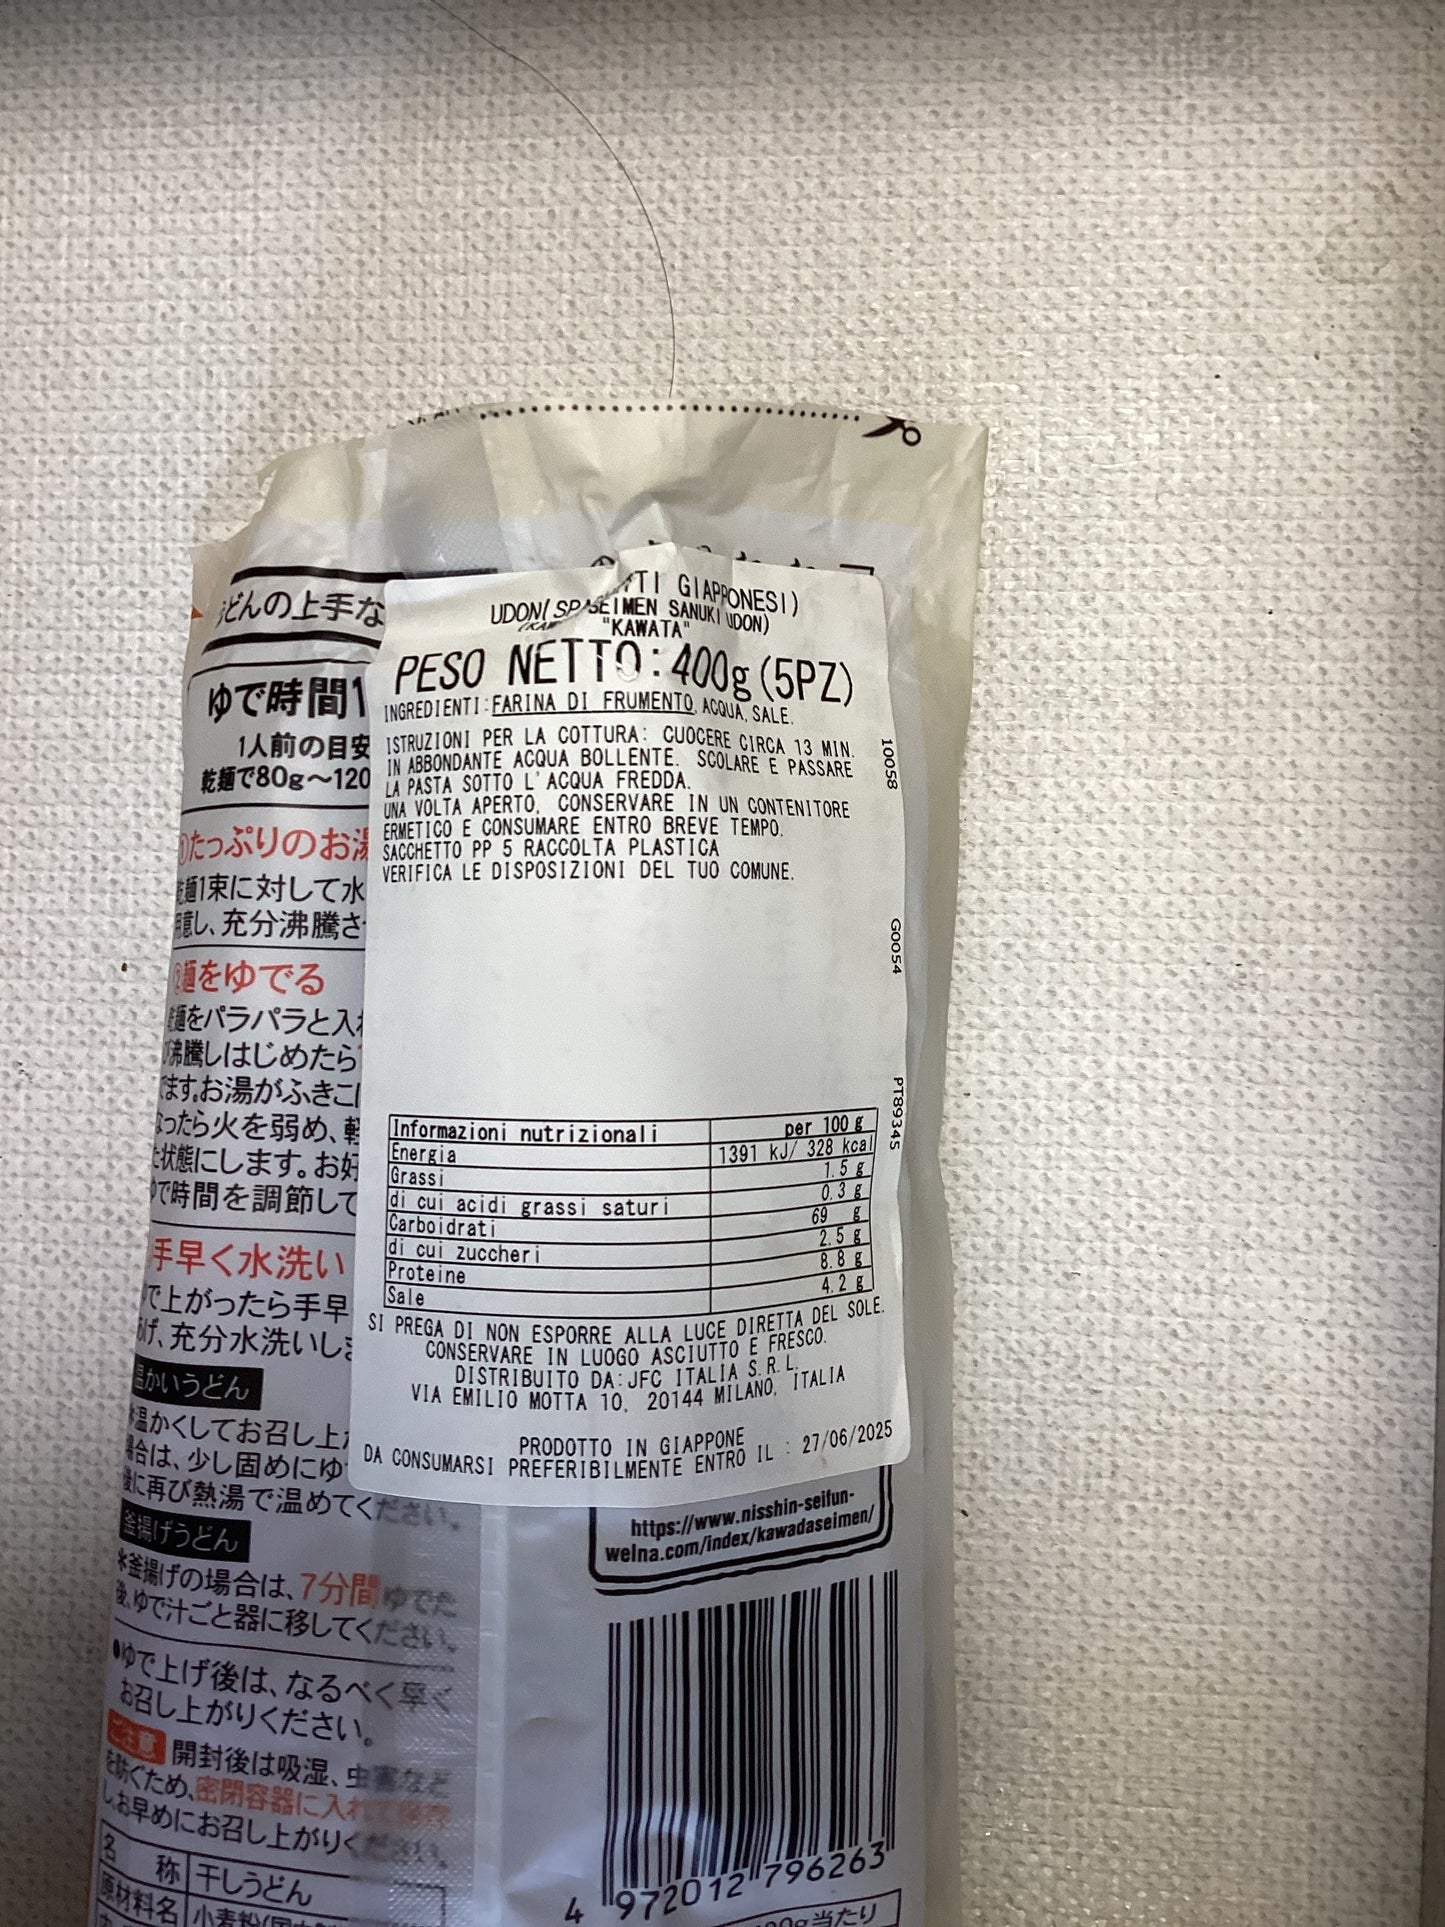 どんの上手な
ゆで時間1
1人前の目安
乾麺で80g〜120
①たっぷりのお湯
麺1束に対して水
用意し、充分沸騰さ
②麺をゆでる
麺をパラパラと入
沸騰しはじめたら
ます。お湯がふきこ
なったら火を弱め、軽
状態にします。お好
ゆで時間を調節して
手早く水洗い
ゆで上がったら手早
げ、充分水洗いしま
温かいうどん
*温かくしてお召し上が
場合は、少し固めにゆ
後に再び熱湯で温めてください。
釜揚げうどん
*釜揚げの場合は、7分間ゆでた
後、ゆで汁ごと器に移してください。
●ゆで上げ後は、なるべく早く
お召し上がりください。
ご注意 開封後は吸湿、虫害など
を防ぐため、密閉容器に入れて保存
し、お早めにお召し上がりください。
名 称 干しうどん
原材料名 小麦粉
UDON( GIAPPONESI)
SEIMEN SANUKI UDON)
"KAWATA"
PESO NETTO: 400g (5PZ)
INGREDIENTI: FARINA DI FRUMENTO, ACQUA, SALE.
ISTRUZIONI PER LA COTTURA: CUOCERE CIRCA 13 MIN.
IN ABBONDANTE ACQUA BOLLENTE. SCOLARE E PASSARE
LA PASTA SOTTO L'ACQUA FREDDA.
UNA VOLTA APERTO, CONSERVARE IN UN CONTENITORE
ERMETICO E CONSUMARE ENTRO BREVE TEMPO.
SACCHETTO PP 5 RACCOLTA PLASTICA
VERIFICA LE DISPOSIZIONI DEL TUO COMUNE.
10058
G0054
PT89345
Informazioni nutrizionali per 100 g
Energia 1391 kJ/ 328 kcal
Grassi 1.5 g
di cui acidi grassi saturi 0.3 g
Carboidrati 69 g
di cui zuccheri 2.5 g
Proteine 8.8 g
Sale 4.2 g
SI PREGA DI NON ESPORRE ALLA LUCE DIRETTA DEL SOLE.
CONSERVARE IN LUOGO ASCIUTTO E FRESCO.
DISTRIBUITO DA: JFC ITALIA S.R.L.
VIA EMILIO MOTTA 10, 20144 MILANO, ITALIA
PRODOTTO IN GIAPPONE
DA CONSUMARSI PREFERIBILMENTE ENTRO IL : 27/06/2025
https://www.nisshin-seifun-
welna.com/index/kawadaseimen/
4 972012 796263
当たり